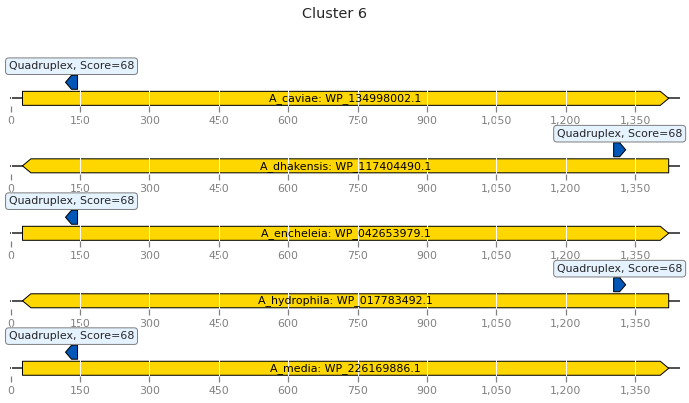 Cluster 6
Quadruplex, Score=68
A_caviae: WP_134998002.1
0 150 300 450 600 750 900 1,050 1,200 1,350
Quadruplex, Score=68
A_dhakensis: WP_117404490.1
0 150 300 450 600 750 900 1,050 1,200 1,350
Quadruplex, Score=68
A_encheleia: WP_042653979.1
0 150 300 450 600 750 900 1,050 1,200 1,350
Quadruplex, Score=68
A_hydrophila: WP_017783492.1
0 150 300 450 600 750 900 1,050 1,200 1,350
Quadruplex, Score=68
A_media: WP_226169886.1
0 150 300 450 600 750 900 1,050 1,200 1,350